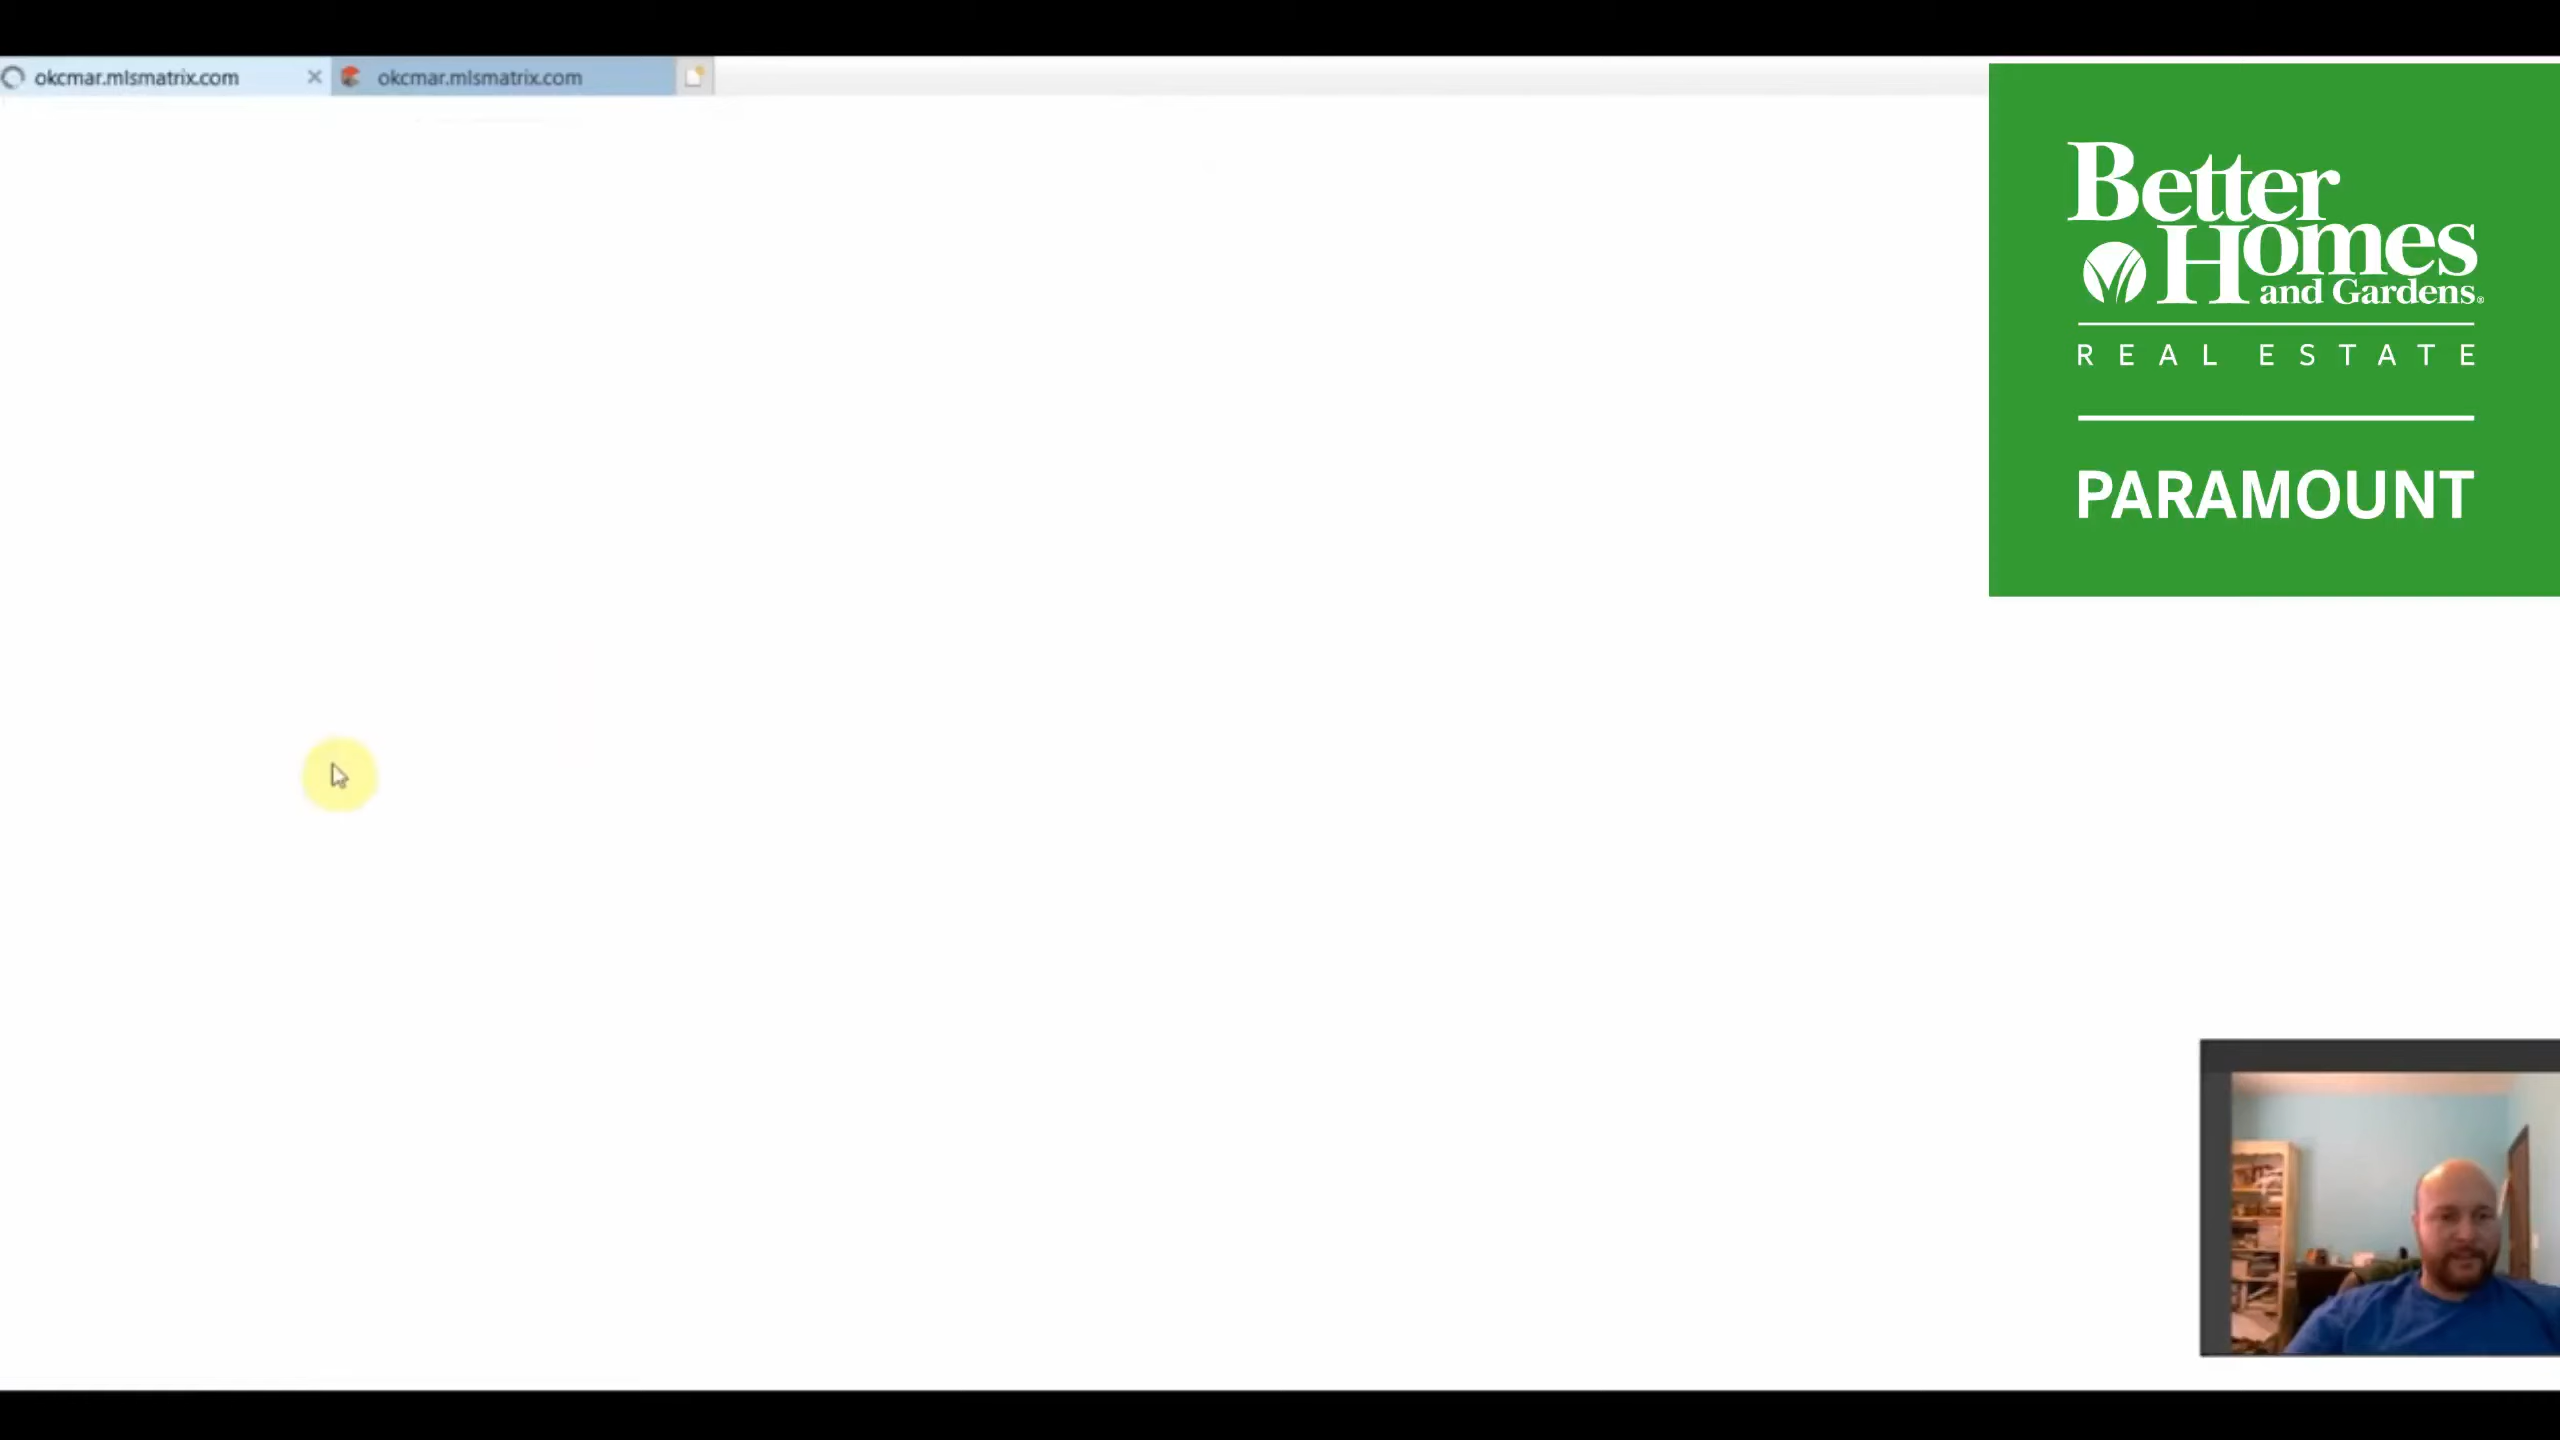 okcmar.mlsmatrix.com
okcmar.mlsmatrix.com
Better
Homes
and Gardens®
REAL ESTATE
PARAMOUNT